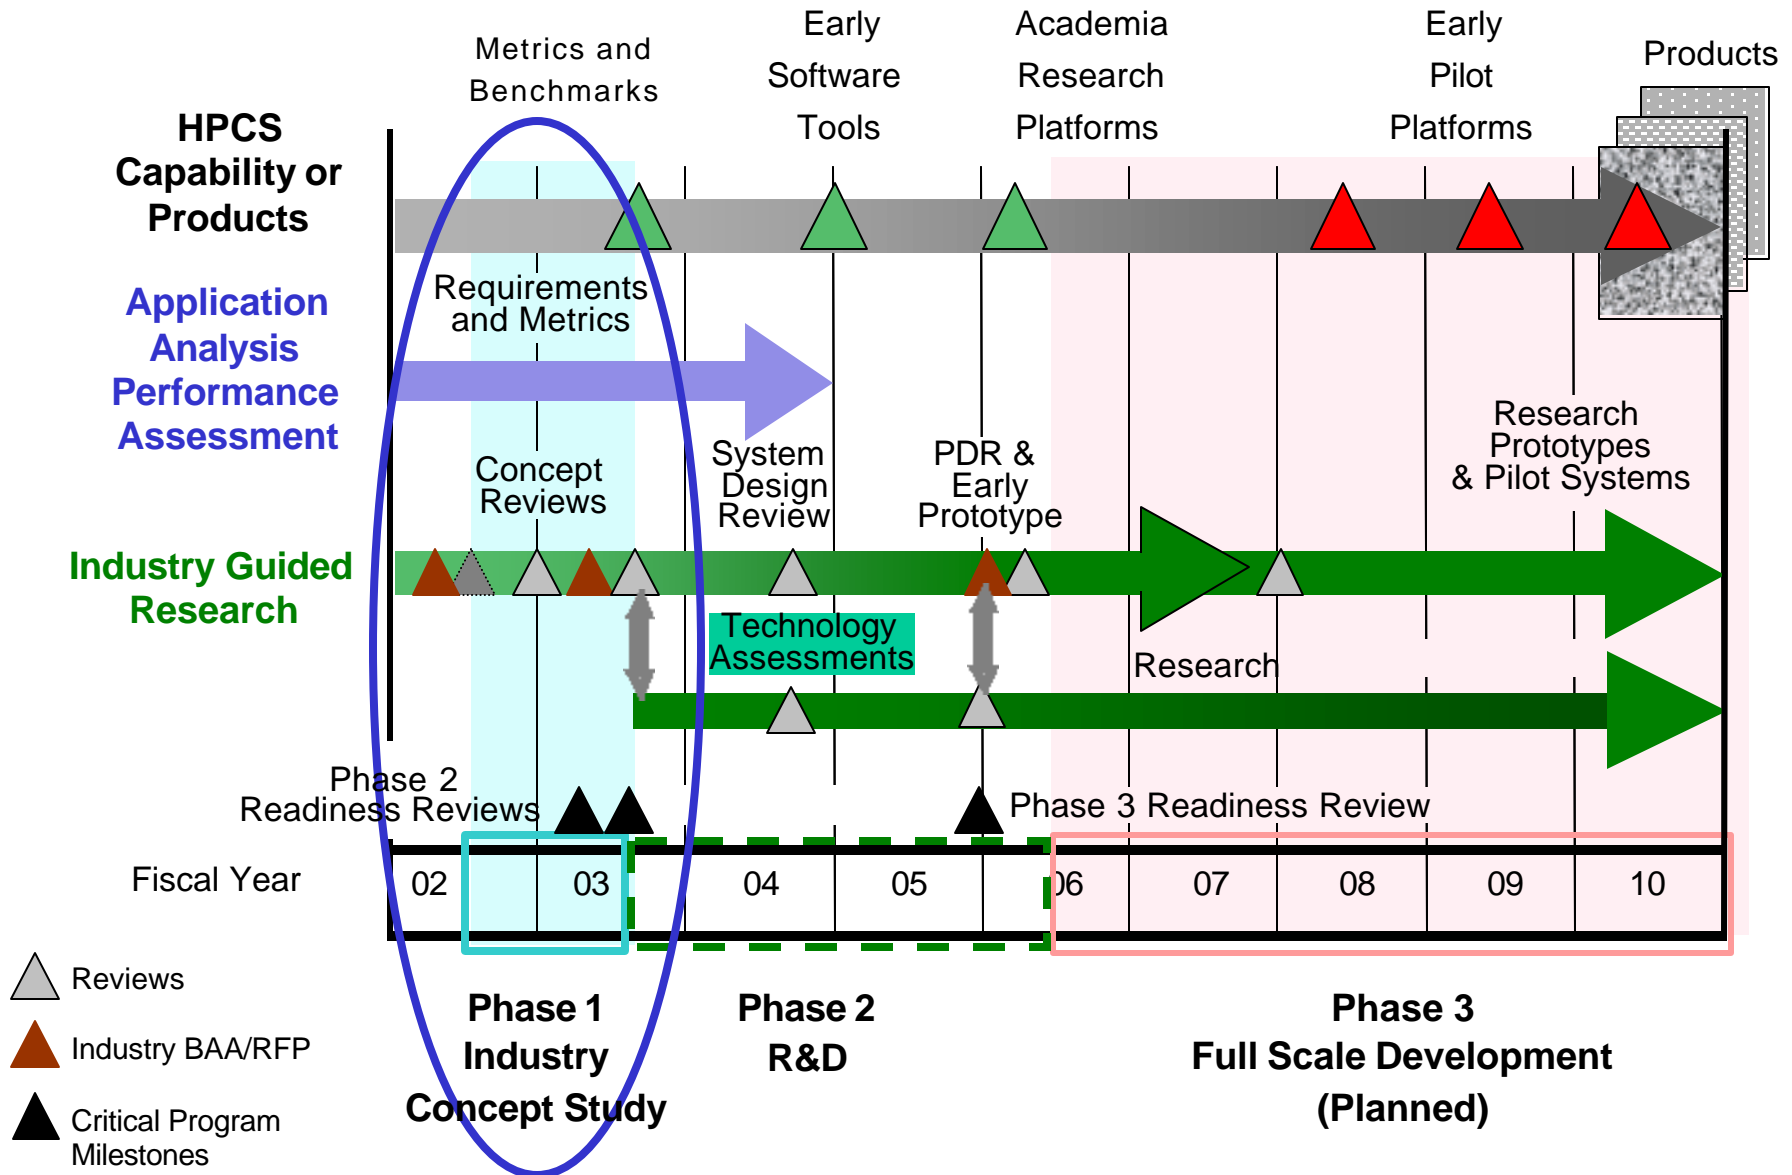 Metrics and
Benchmarks
Early
Software
Tools
Academia
Research
Platforms
Early
Pilot
Platforms
Products
HPCS
Capability or
Products
Requirements
and Metrics
Application
Analysis
Performance
Assessment
Concept
Reviews
System
Design
Review
PDR &
Early
Prototype
Research
Prototypes
& Pilot Systems
Industry Guided
Research
Technology
Assessments
Research
Phase 2
Readiness Reviews
Phase 3 Readiness Review
Fiscal Year
02
03
04
05
06
07
08
09
10
Reviews
Industry BAA/RFP
Critical Program
Milestones
Phase 1
Industry
Concept Study
Phase 2
R&D
Phase 3
Full Scale Development
(Planned)